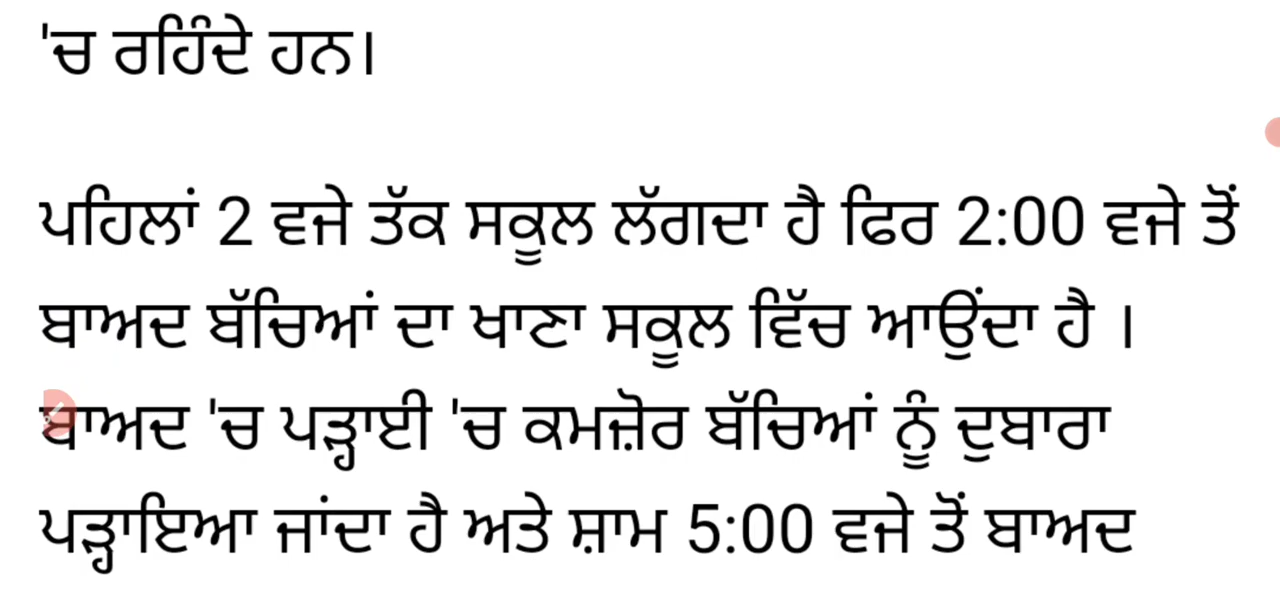 'ਚ ਰਹਿੰਦੇ ਹਨ।
ਪਹਿਲਾਂ 2 ਵਜੇ ਤੱਕ ਸਕੂਲ ਲੱਗਦਾ ਹੈ ਫਿਰ 2:00 ਵਜੇ ਤੋਂ
ਬਾਅਦ ਬੱਚਿਆਂ ਦਾ ਖਾਣਾ ਸਕੂਲ ਵਿੱਚ ਆਉਂਦਾ ਹੈ ।
ਬਾਅਦ 'ਚ ਪੜ੍ਹਾਈ 'ਚ ਕਮਜ਼ੋਰ ਬੱਚਿਆਂ ਨੂੰ ਦੁਬਾਰਾ
ਪੜ੍ਹਾਇਆ ਜਾਂਦਾ ਹੈ ਅਤੇ ਸ਼ਾਮ 5:00 ਵਜੇ ਤੋਂ ਬਾਅਦ